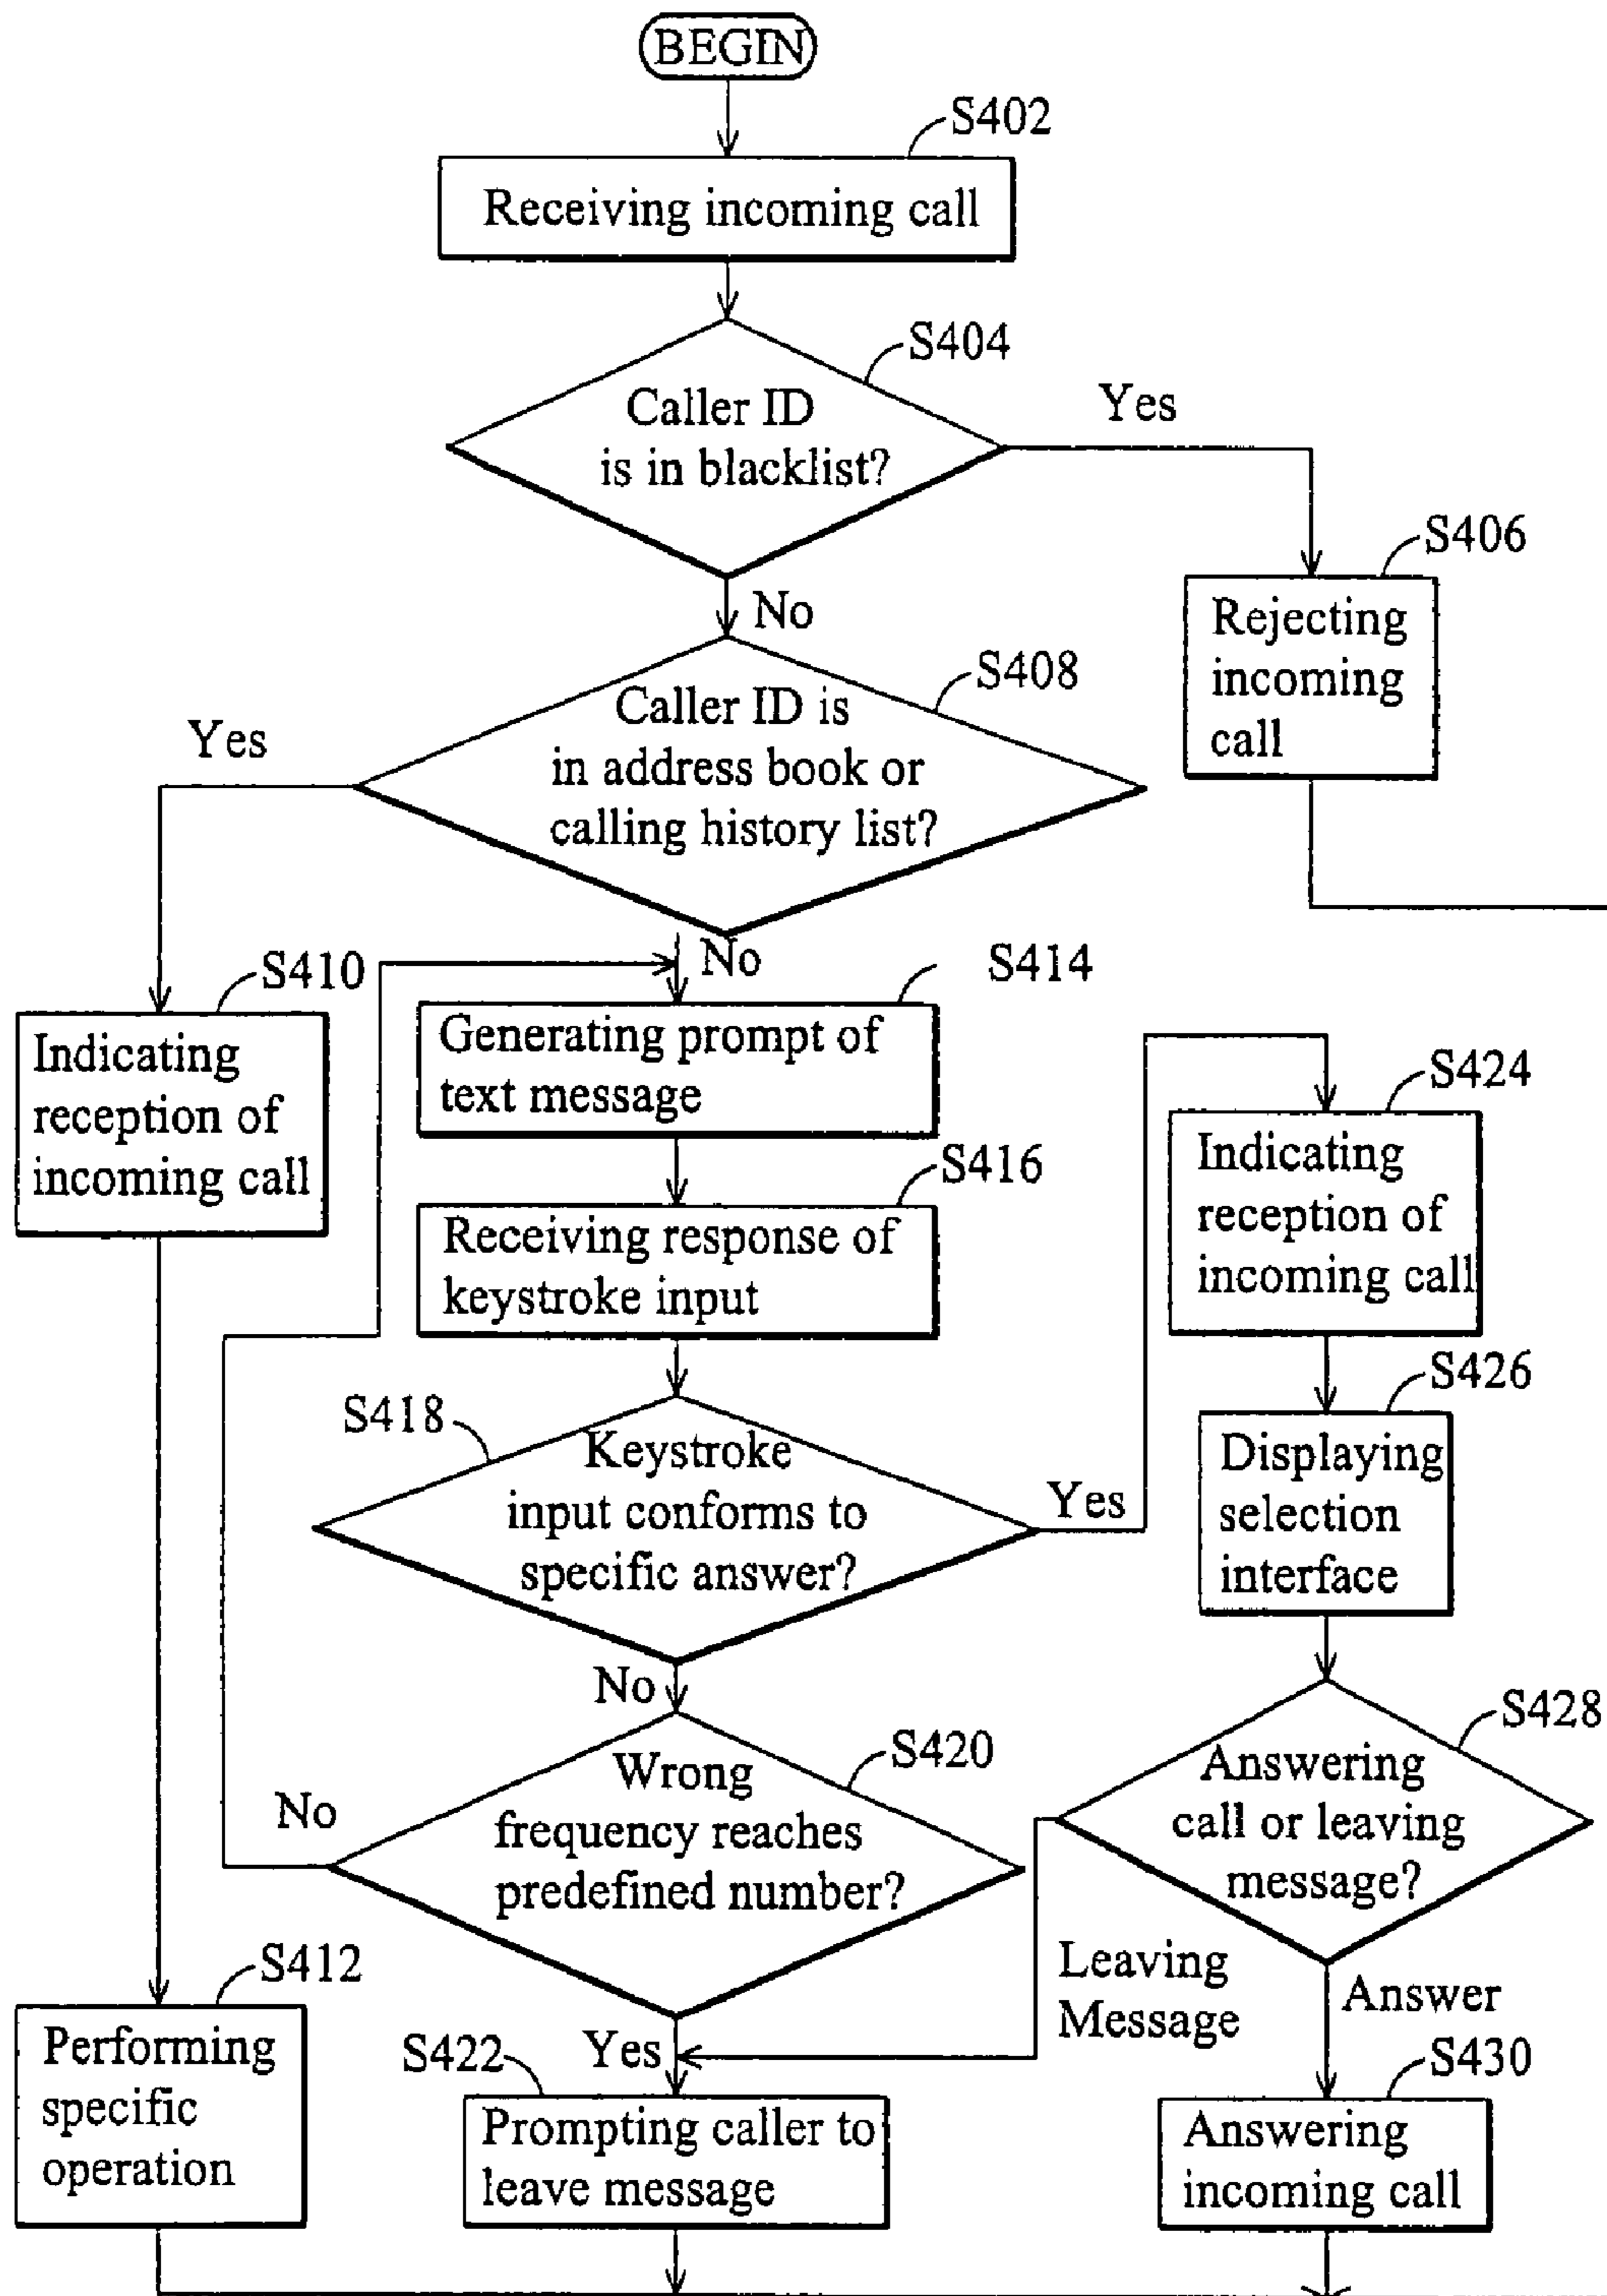 BEGIN
S402
Receiving incoming call
S404
Caller ID
is in blacklist?
Yes
No
S406
Rejecting
incoming
call
S408
Caller ID is
in address book or
calling history list?
Yes
No
S410
Indicating
reception of
incoming call
S414
Generating prompt of
text message
S416
Receiving response of
keystroke input
S418
Keystroke
input conforms to
specific answer?
Yes
No
S424
Indicating
reception of
incoming call
S426
Displaying
selection
interface
S420
Wrong
frequency reaches
predefined number?
No
Yes
S428
Answering
call or leaving
message?
Leaving
Message
Answer
S412
Performing
specific
operation
S422
Prompting caller to
leave message
S430
Answering
incoming call